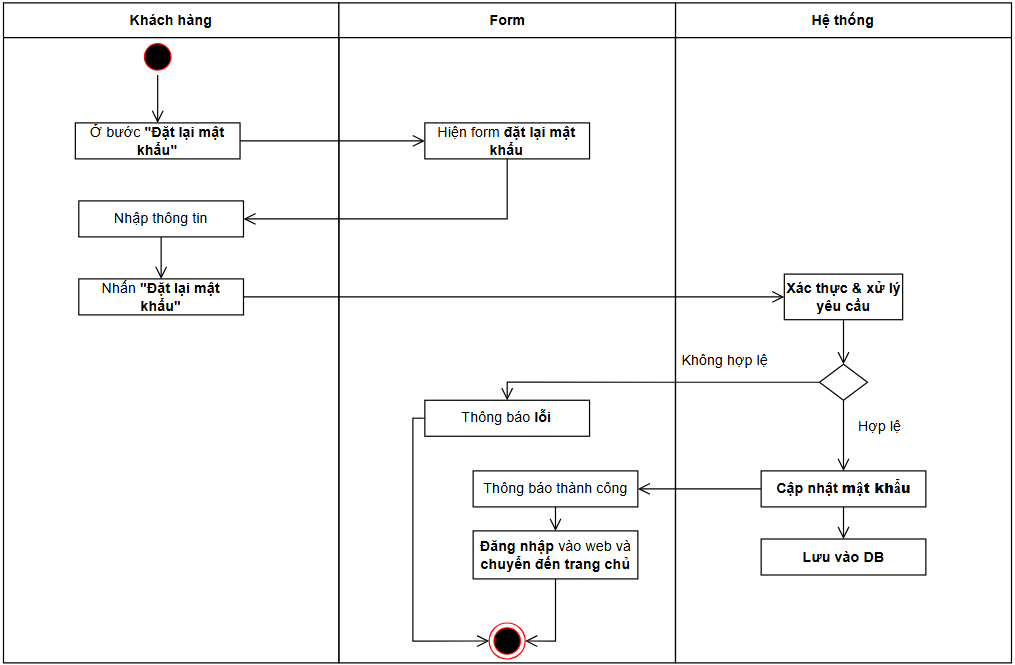 Khách hàng
Form
Hệ thống
Ở bước "Đặt lại mật
khẩu"
Hiện form đặt lại mật
khẩu
Nhập thông tin
Nhấn "Đặt lại mật
khẩu"
Xác thực & xử lý
yêu cầu
Không hợp lệ
Thông báo lỗi
Hợp lệ
Thông báo thành công
Cập nhật mật khẩu
Đăng nhập vào web và
chuyển đến trang chủ
Lưu vào DB